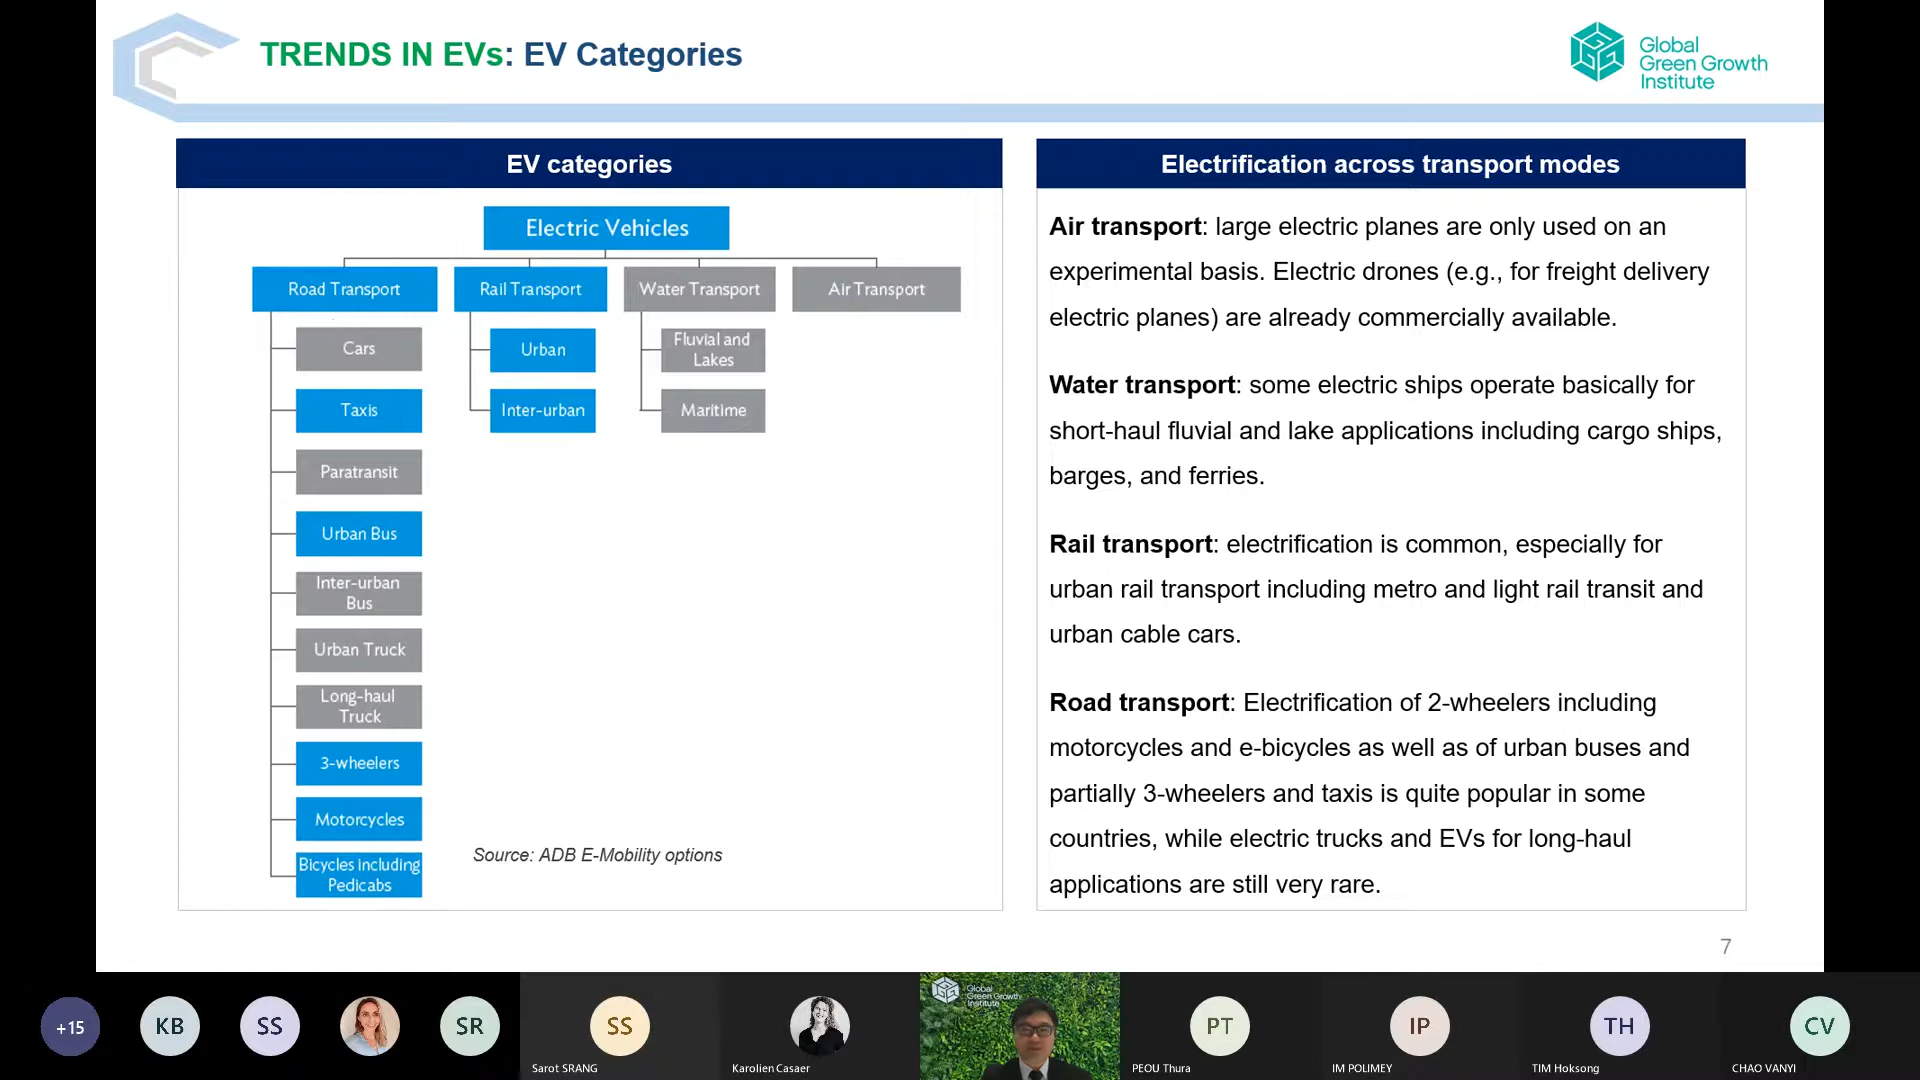 TRENDS IN EVs: EV Categories
Global
Green Growth
Institute
EV categories
Electric Vehicles
Road Transport
Rail Transport
Water Transport
Air Transport
Cars
Taxis
Paratransit
Urban Bus
Inter-urban
Bus
Urban Truck
Long-haul
Truck
3-wheelers
Motorcycles
Bicycles including
Pedicabs
Urban
Inter-urban
Fluvial and
Lakes
Maritime
Source: ADB E-Mobility options
Electrification across transport modes
Air transport: large electric planes are only used on an
experimental basis. Electric drones (e.g., for freight delivery
electric planes) are already commercially available.
Water transport: some electric ships operate basically for
short-haul fluvial and lake applications including cargo ships,
barges, and ferries.
Rail transport: electrification is common, especially for
urban rail transport including metro and light rail transit and
urban cable cars.
Road transport: Electrification of 2-wheelers including
motorcycles and e-bicycles as well as of urban buses and
partially 3-wheelers and taxis is quite popular in some
countries, while electric trucks and EVs for long-haul
applications are still very rare.
7
+15
KB
SS
SR
SS
Sarot SRANG
Karolien Casaer
Global
Green Growth
Institute
PT
PEOU Thura
IP
IM POLIMEY
TH
TIM Hoksong
CV
CHAO VANYI